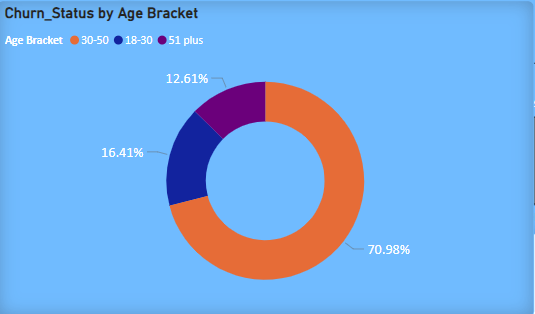 Churn_Status by Age Bracket
Age Bracket 30-50 18-30 51 plus
12.61%
16.41%
70.98%